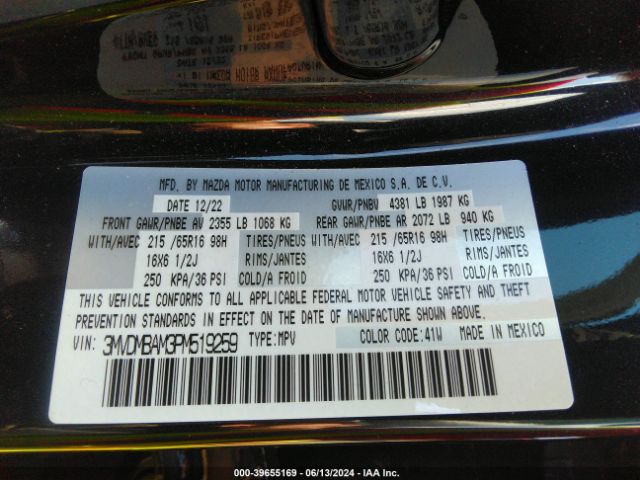 MFD. BY MAZDA MOTOR MANUFACTURING DE MEXICO S.A. DE C.V.
DATE 12/22 GVWR/PNBV 4381 LB 1987 KG
FRONT GAWR/PNBE AV 2355 LB 1068 KG REAR GAWR/PNBE AR 2072 LB 940 KG
WITH/AVEC 215 /65R16 98H TIRES/PNEUS WITH/AVEC 215 /65R16 98H TIRES/PNEUS
16X6 1/2J RIMS/JANTES 16X6 1/2J RIMS/JANTES
250 KPA/36 PSI COLD/A FROID 250 KPA/36 PSI COLD/A FROID
THIS VEHICLE CONFORMS TO ALL APPLICABLE FEDERAL MOTOR VEHICLE SAFETY AND THEFT
PREVENTION STANDARDS IN EFFECT ON THE DATE OF MANUFACTURE SHOWN ABOVE.
VIN: 3MVDMBAM3PM519259 TYPE: MPV COLOR CODE: 41W MADE IN MEXICO
000-39655169 - 06/13/2024 - IAA Inc.